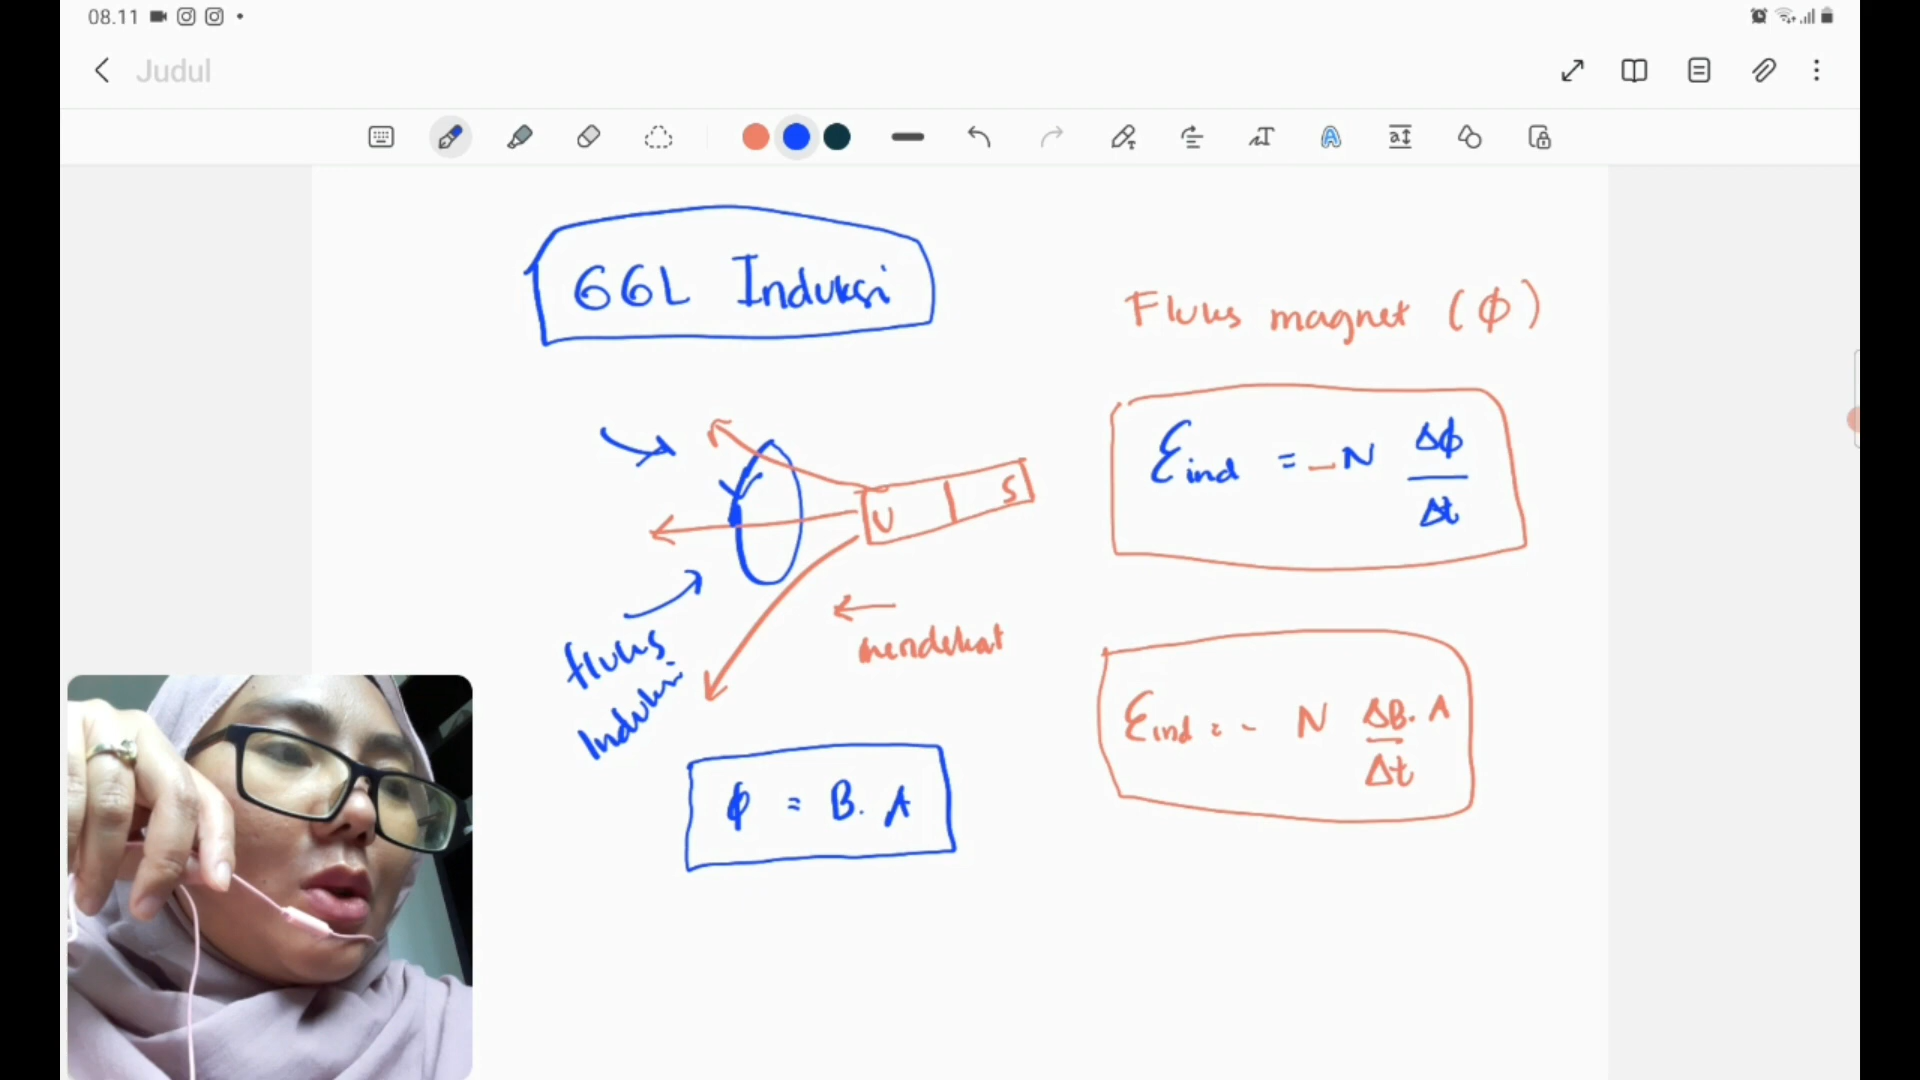 08.11
Judul
GGL Induksi
Fluks magnet (ϕ)
Ɛind = -N Δϕ
Δt
U | S
mendekat
fluks
Induksi
Ɛind = - N ΔB. A
Δt
ϕ = B. A